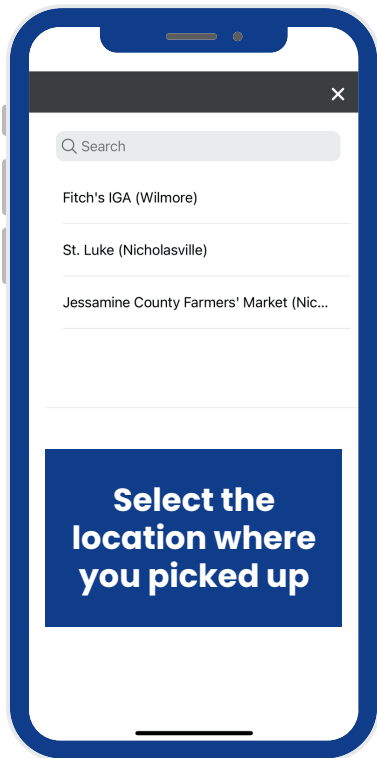 Search
Fitch's IGA (Wilmore)
St. Luke (Nicholasville)
Jessamine County Farmers' Market (Nic...
Select the
location where
you picked up